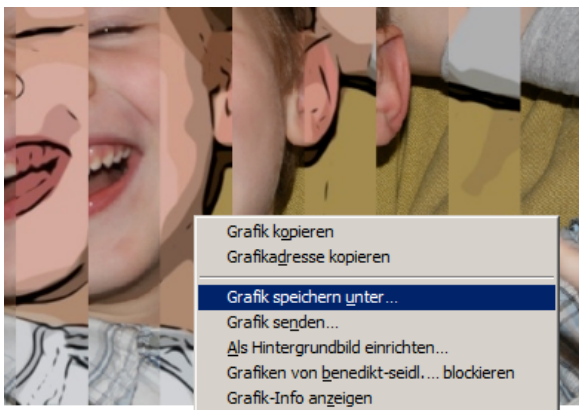 Grafik kopieren
Grafikadresse kopieren
Grafik speichern unter...
Grafik senden...
Als Hintergrundbild einrichten...
Grafiken von benedikt-seidl.... blockieren
Grafik-Info anzeigen